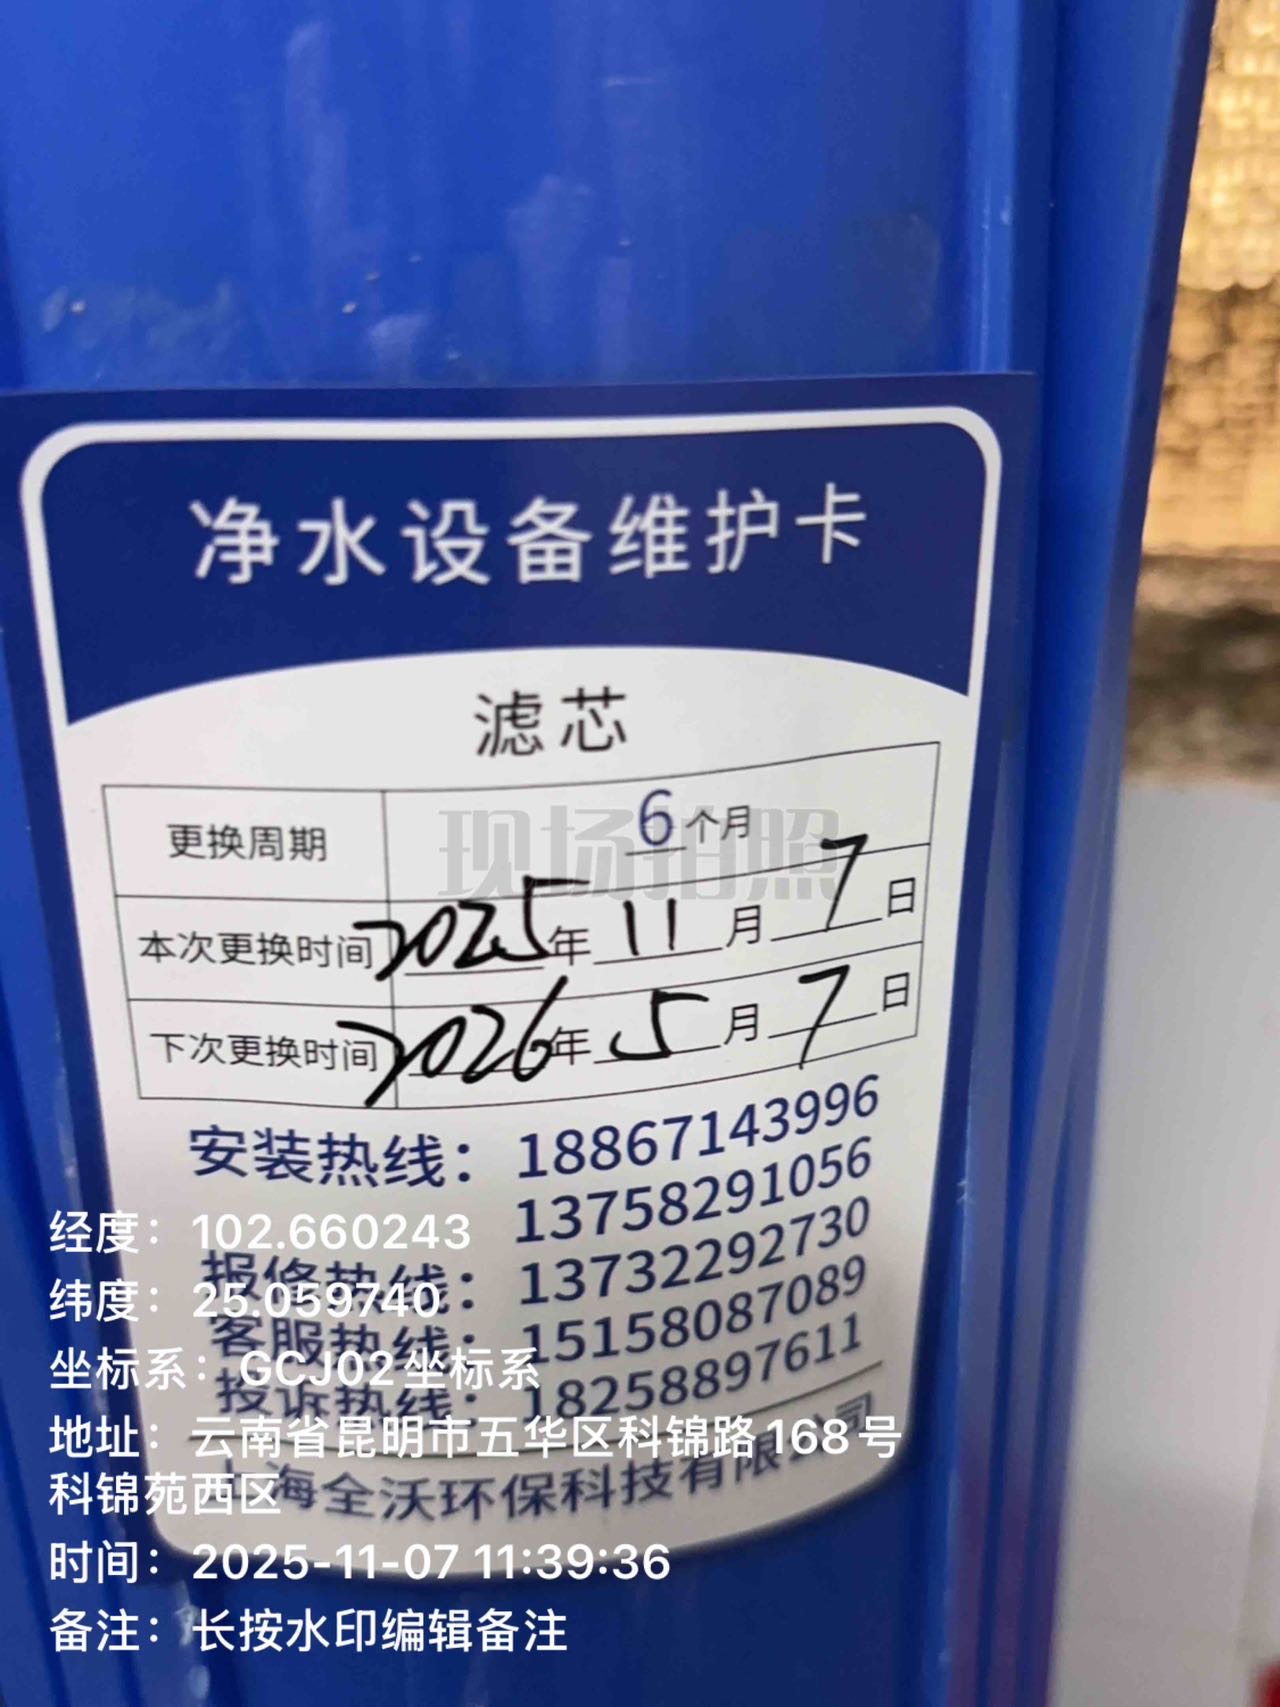 净水设备维护卡
滤芯
更换周期 6个月
现场拍照
本次更换时间 2025年11月7日
下次更换时间 2026年5月7日
安装热线：18867143996
13758291056
报修热线：13732292730
客服热线：15158087089
投诉热线：18258897611
上海全沃环保科技有限公司
经度：102.660243
纬度：25.059740
坐标系：GCJ02坐标系
地址：云南省昆明市五华区科锦路168号
科锦苑西区
时间：2025-11-07 11:39:36
备注：长按水印编辑备注